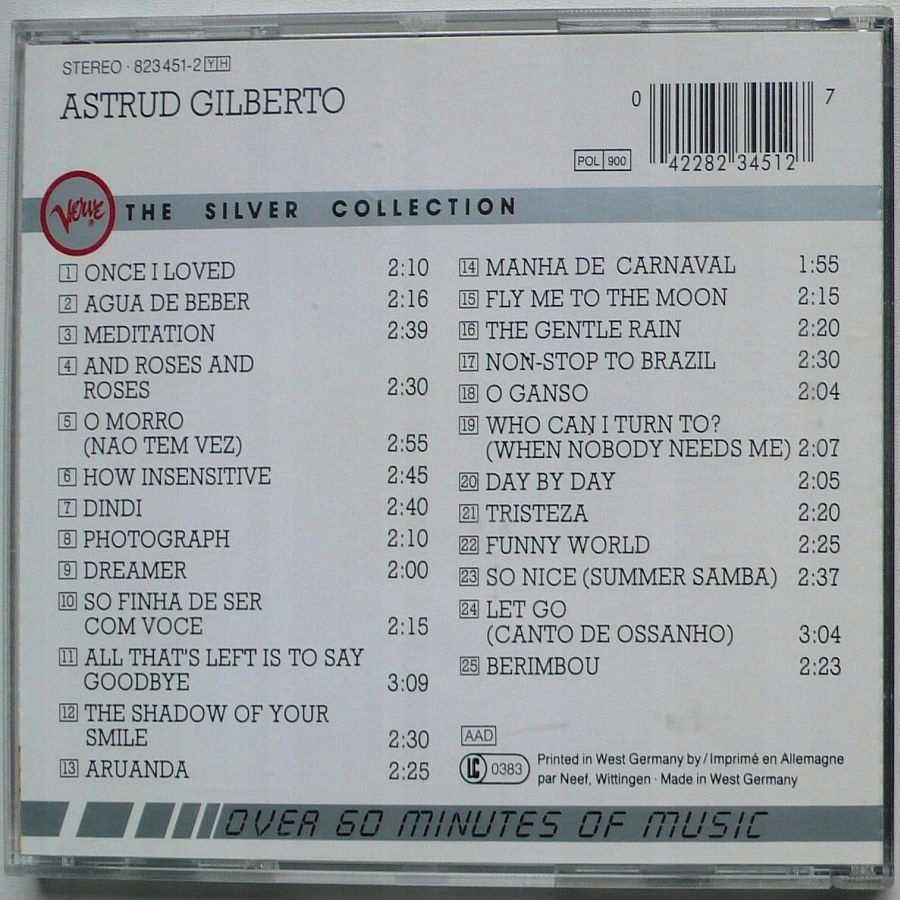 STEREO · 823 451-2 YH
ASTRUD GILBERTO
0 42282 34512 7
POL 900
Verve ®
THE SILVER COLLECTION
1 ONCE I LOVED 2:10
2 AGUA DE BEBER 2:16
3 MEDITATION 2:39
4 AND ROSES AND
ROSES 2:30
5 O MORRO
(NAO TEM VEZ) 2:55
6 HOW INSENSITIVE 2:45
7 DINDI 2:40
8 PHOTOGRAPH 2:10
9 DREAMER 2:00
10 SO FINHA DE SER
COM VOCE 2:15
11 ALL THAT'S LEFT IS TO SAY
GOODBYE 3:09
12 THE SHADOW OF YOUR
SMILE 2:30
13 ARUANDA 2:25
14 MANHA DE CARNAVAL 1:55
15 FLY ME TO THE MOON 2:15
16 THE GENTLE RAIN 2:20
17 NON-STOP TO BRAZIL 2:30
18 O GANSO 2:04
19 WHO CAN I TURN TO?
(WHEN NOBODY NEEDS ME) 2:07
20 DAY BY DAY 2:05
21 TRISTEZA 2:20
22 FUNNY WORLD 2:25
23 SO NICE (SUMMER SAMBA) 2:37
24 LET GO
(CANTO DE OSSANHO) 3:04
25 BERIMBOU 2:23
AAD
LC 0383
Printed in West Germany by/Imprimé en Allemagne
par Neef, Wittingen · Made in West Germany
OVER 60 MINUTES OF MUSIC